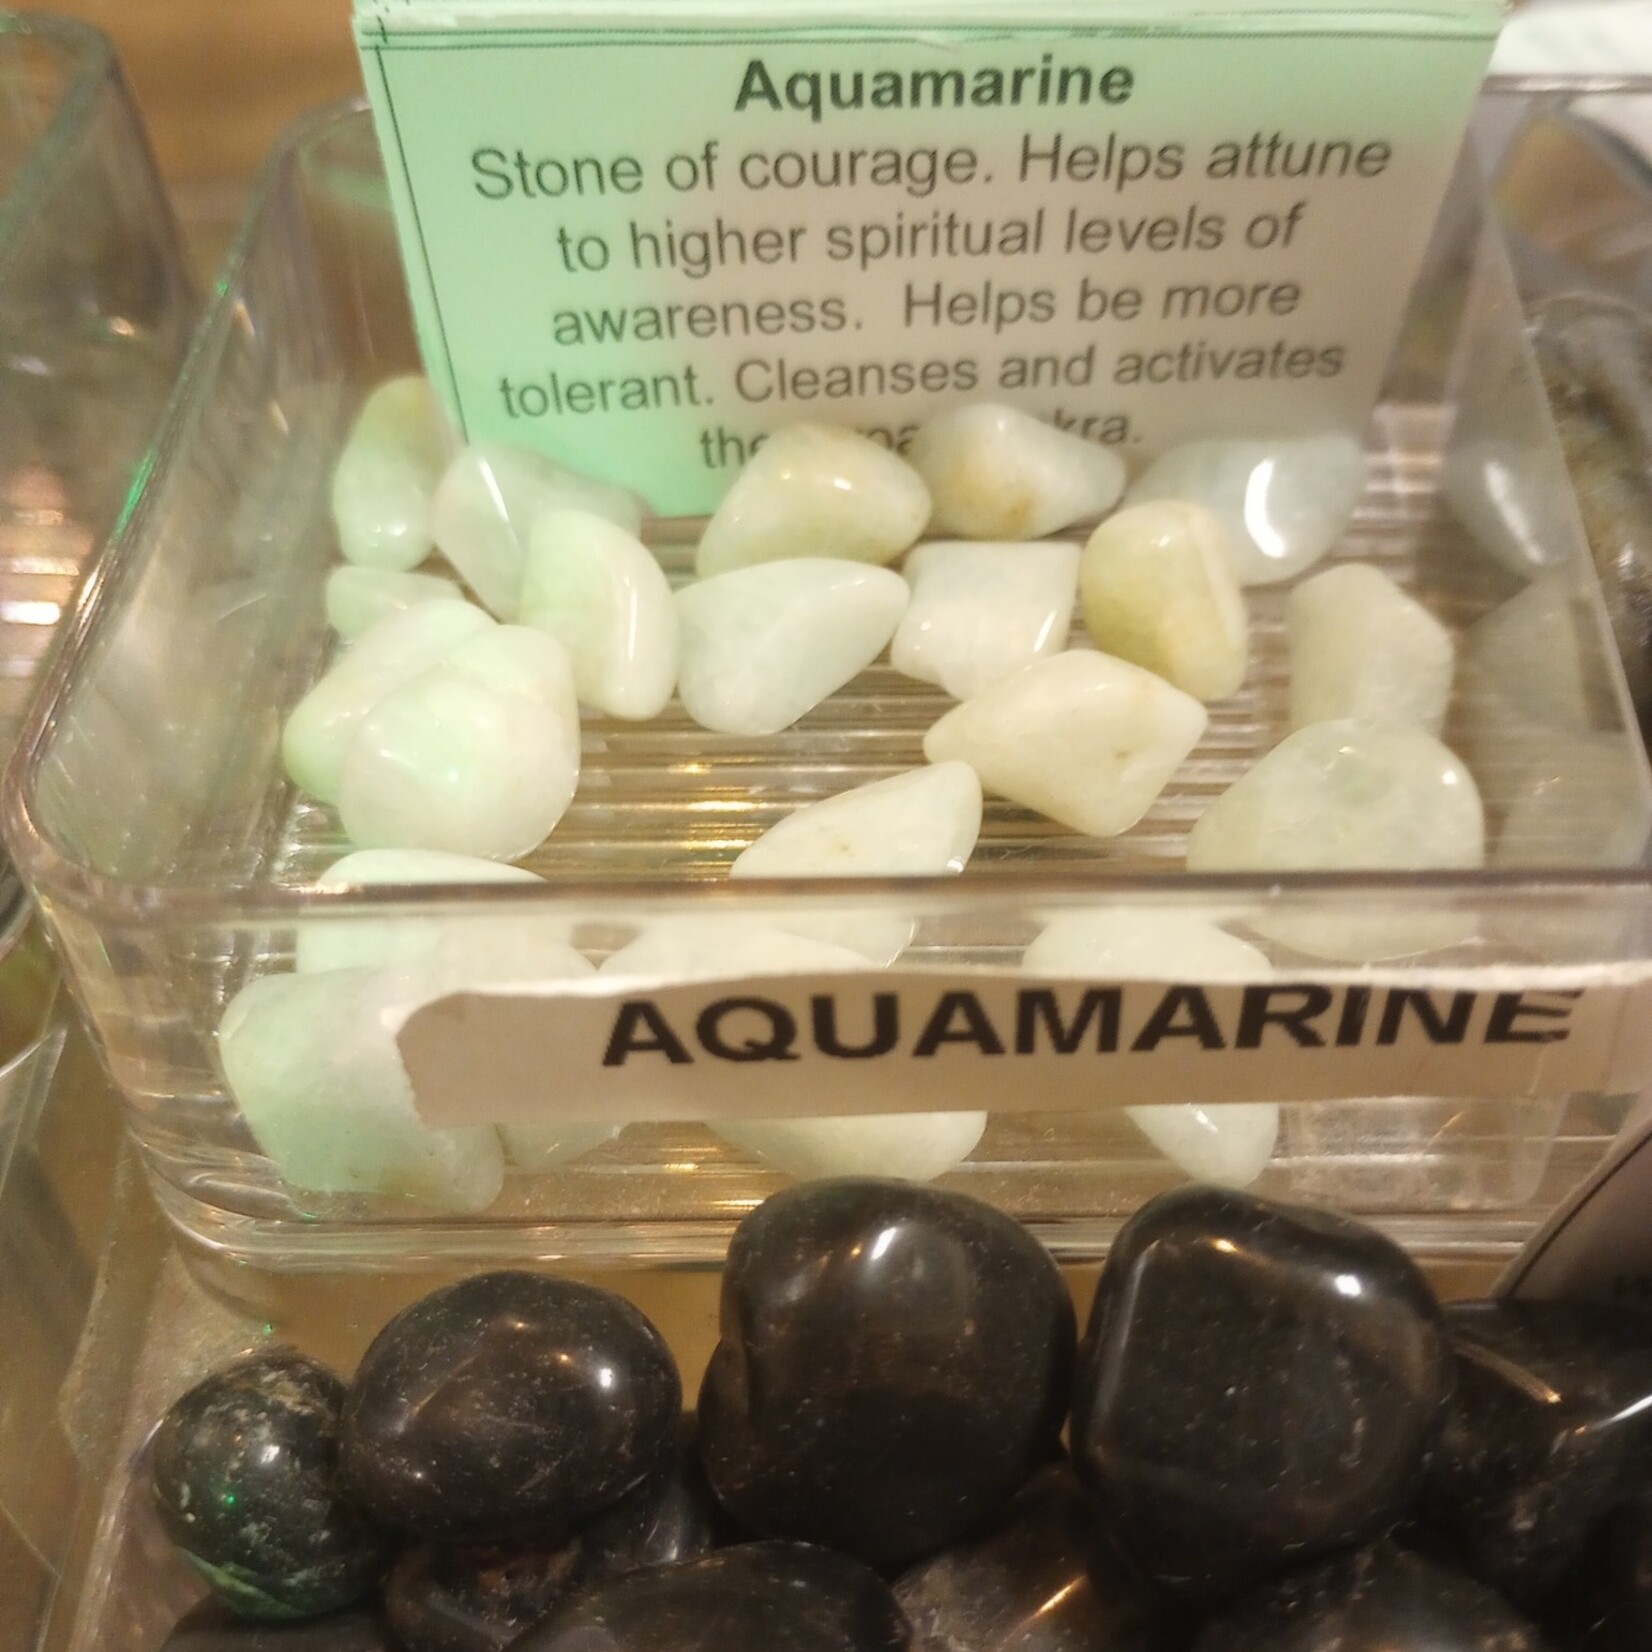 Aquamarine
Stone of courage. Helps attune
to higher spiritual levels of
awareness. Helps be more
tolerant. Cleanses and activates
the
AQUAMARINE